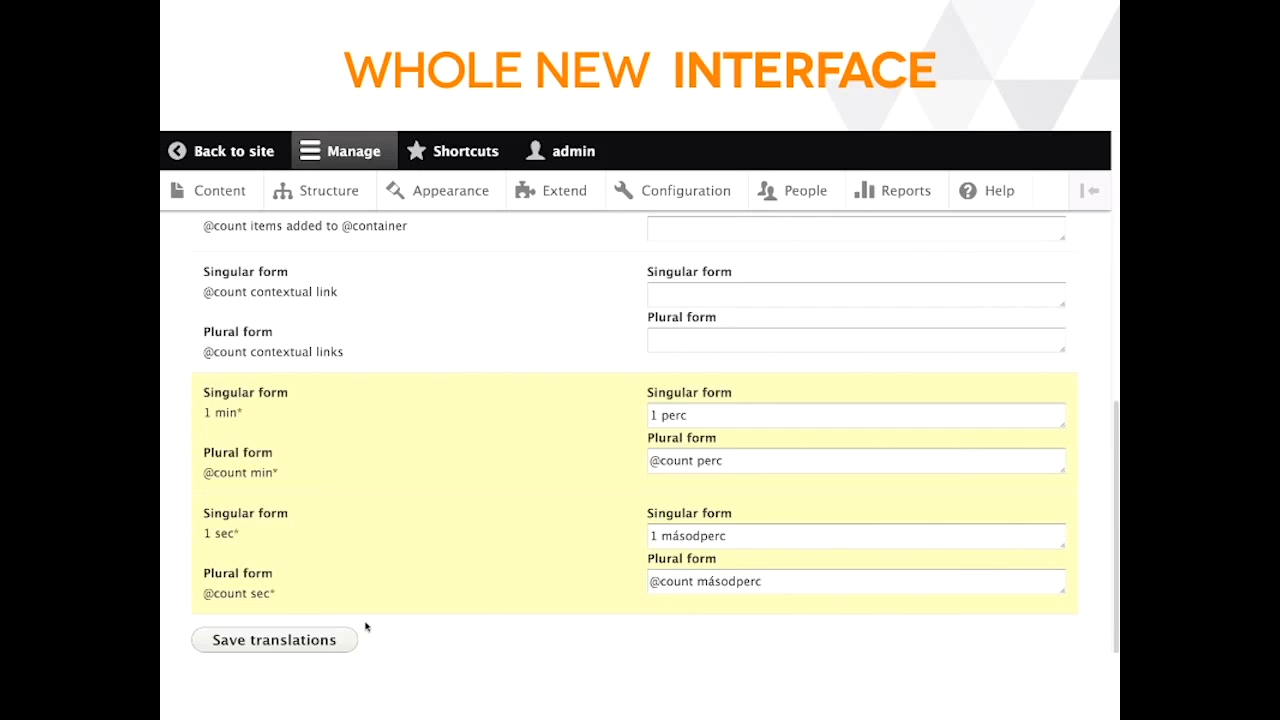 WHOLE NEW INTERFACE
Back to site Manage Shortcuts admin
Content Structure Appearance Extend Configuration People Reports Help
@count items added to @container
Singular form Singular form
@count contextual link
Plural form
Plural form
@count contextual links
Singular form Singular form
1 min* 1 perc
Plural form
Plural form
@count perc
@count min*
Singular form Singular form
1 sec* 1 másodperc
Plural form
Plural form
@count másodperc
@count sec*
Save translations